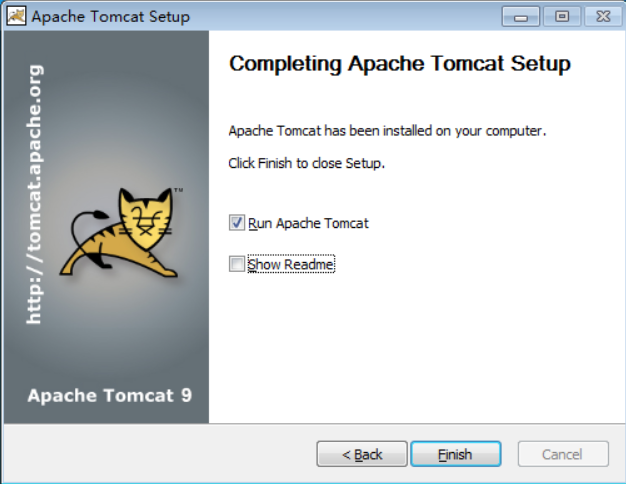 Apache Tomcat Setup
http://tomcat.apache.org
Apache Tomcat 9
Completing Apache Tomcat Setup
Apache Tomcat has been installed on your computer.
Click Finish to close Setup.
Run Apache Tomcat
Show Readme
< Back
Finish
Cancel
TM